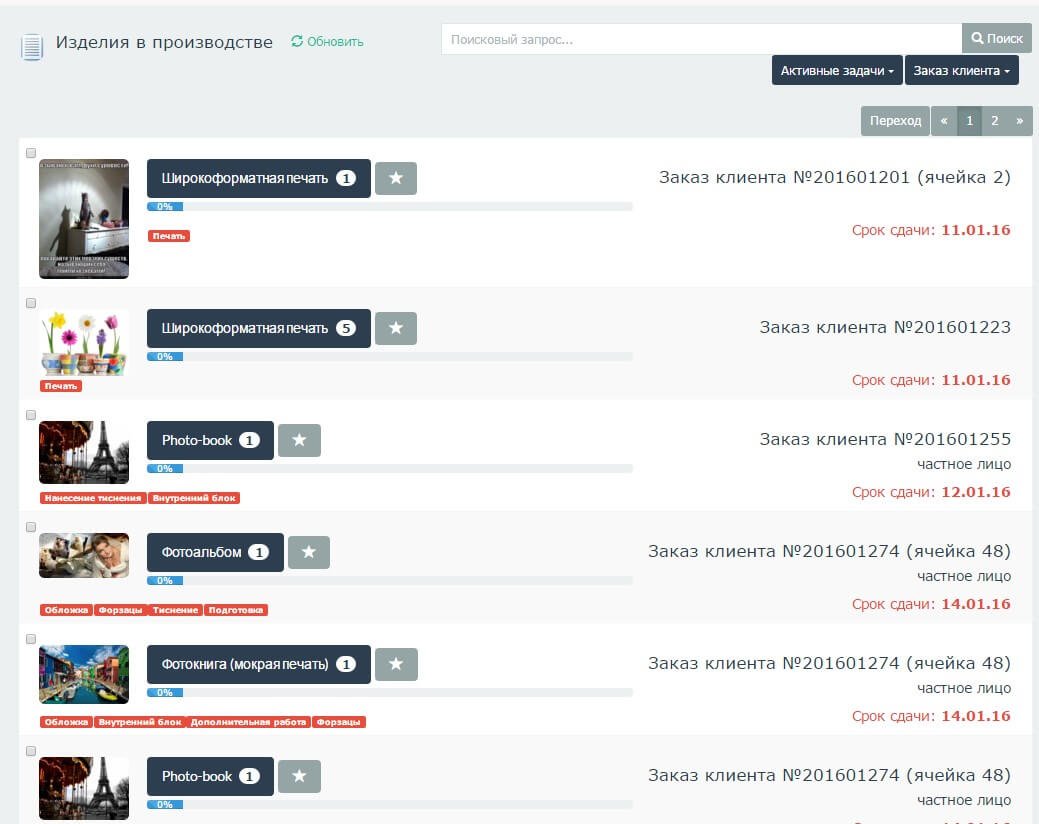 Изделия в производстве
Обновить
Поисковый запрос...
Поиск
Активные задачи
Заказ клиента
Переход « 1 2 »
Широкоформатная печать 1
Заказ клиента №201601201 (ячейка 2)
0%
Срок сдачи: 11.01.16
Печать
Широкоформатная печать 5
Заказ клиента №201601223
0%
Срок сдачи: 11.01.16
Печать
Photo-book 1
Заказ клиента №201601255
частное лицо
0%
Срок сдачи: 12.01.16
Нанесение тиснения Внутренний блок
Фотоальбом 1
Заказ клиента №201601274 (ячейка 48)
частное лицо
0%
Срок сдачи: 14.01.16
Обложка Форзацы Тиснение Подготовка
Фотокнига (мокрая печать) 1
Заказ клиента №201601274 (ячейка 48)
частное лицо
0%
Срок сдачи: 14.01.16
Обложка Внутренний блок Дополнительная работа Форзацы
Photo-book 1
Заказ клиента №201601274 (ячейка 48)
частное лицо
0%